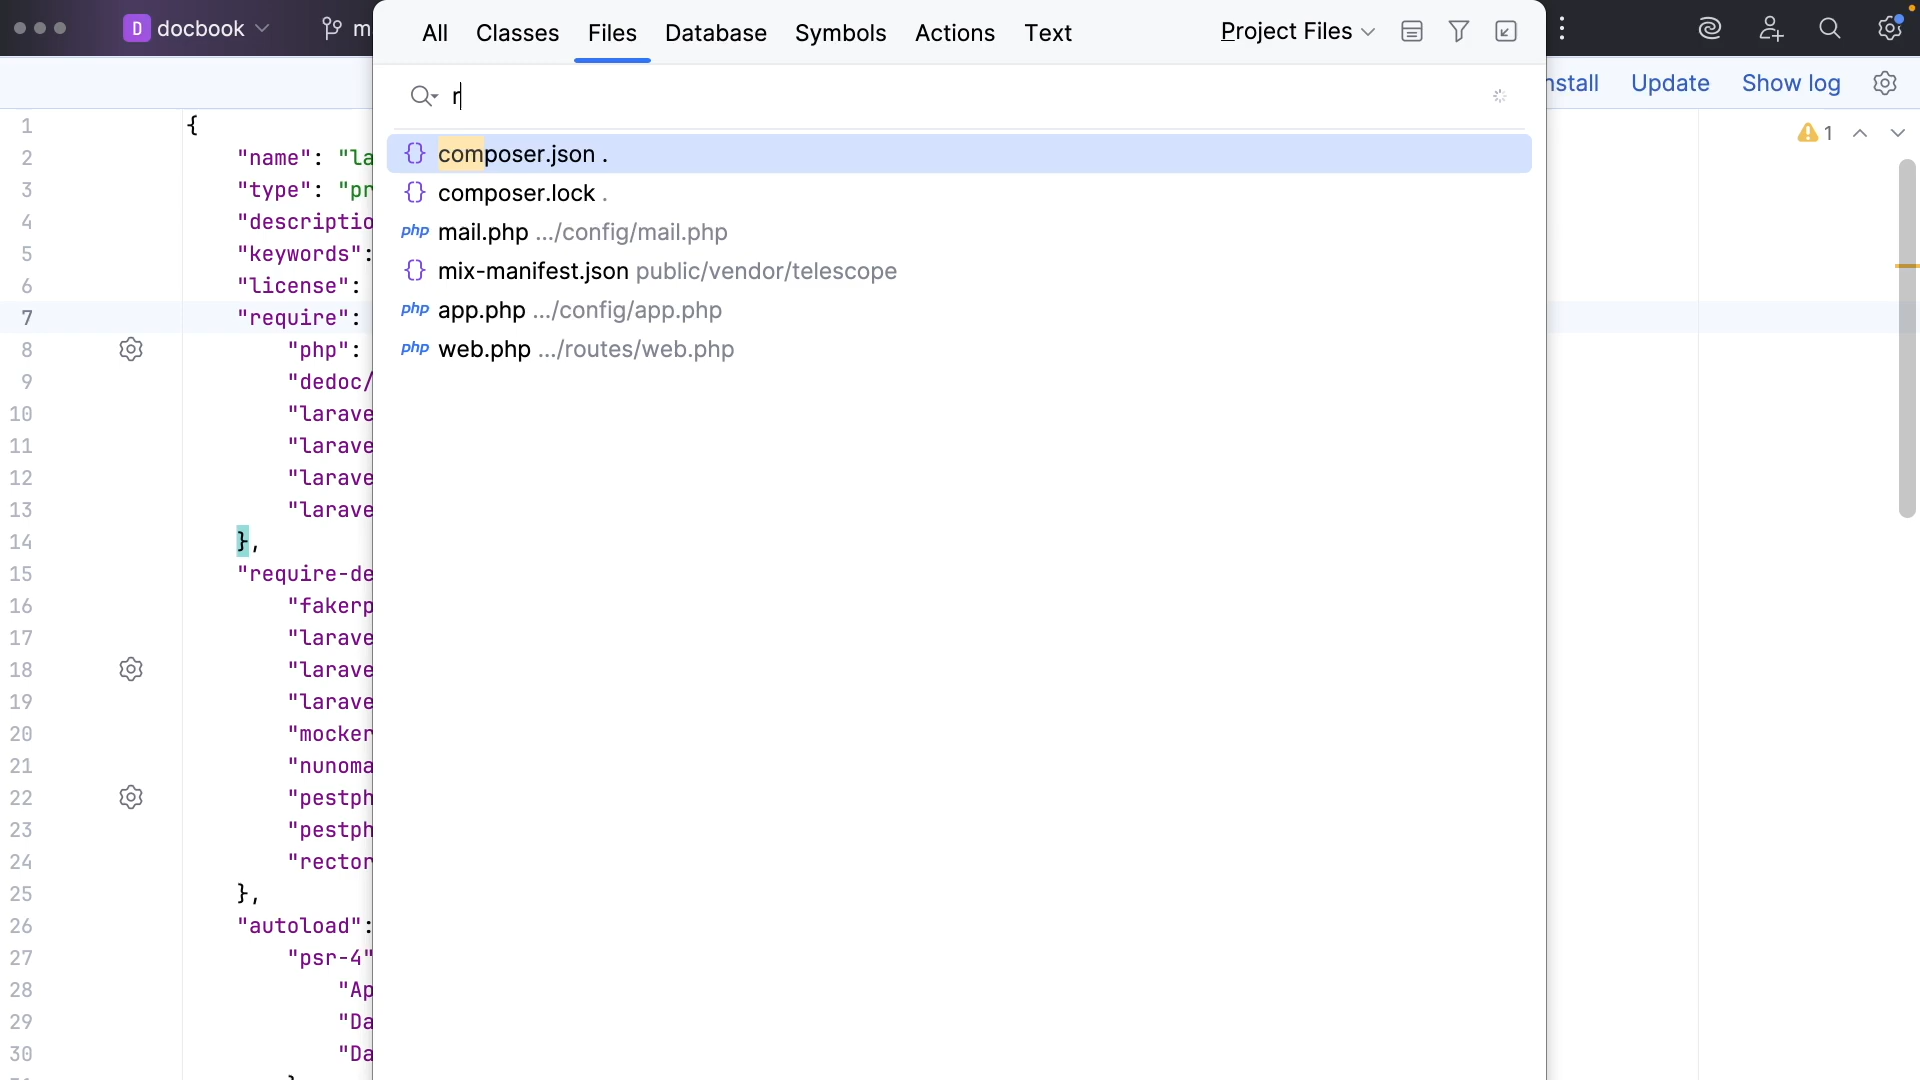 D docbook m
All Classes Files Database Symbols Actions Text Project Files
nstall Update Show log
r
composer.json .
composer.lock .
php mail.php .../config/mail.php
mix-manifest.json public/vendor/telescope
php app.php .../config/app.php
php web.php .../routes/web.php
1
1 {
2 "name": "la
3 "type": "pr
4 "descriptio
5 "keywords":
6 "license":
7 "require":
8 "php":
9 "dedoc/
10 "larave
11 "larave
12 "larave
13 "larave
14 },
15 "require-de
16 "fakerp
17 "larave
18 "larave
19 "larave
20 "mocker
21 "nunoma
22 "pestph
23 "pestph
24 "rector
25 },
26 "autoload":
27 "psr-4"
28 "Ap
29 "Da
30 "Da